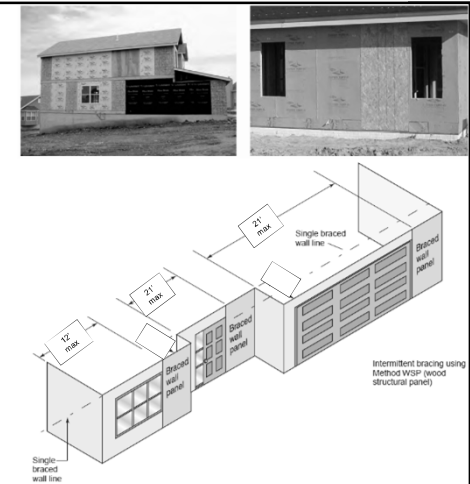 21'
max
Single braced
wall line
Braced
wall
panel
21'
max
Braced
wall
panel
12'
max
Braced
wall
panel
Intermittent bracing using
Method WSP (wood
structural panel)
Single
braced
wall line